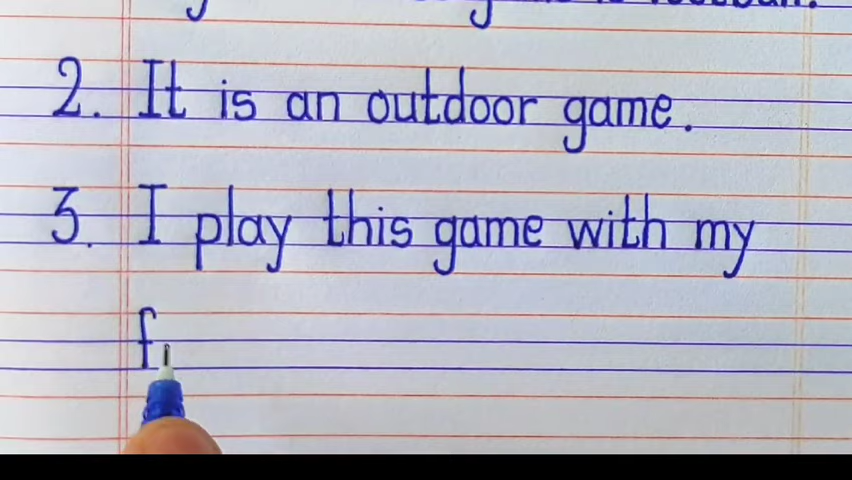 2. It is an outdoor game.
3. I play this game with my
f